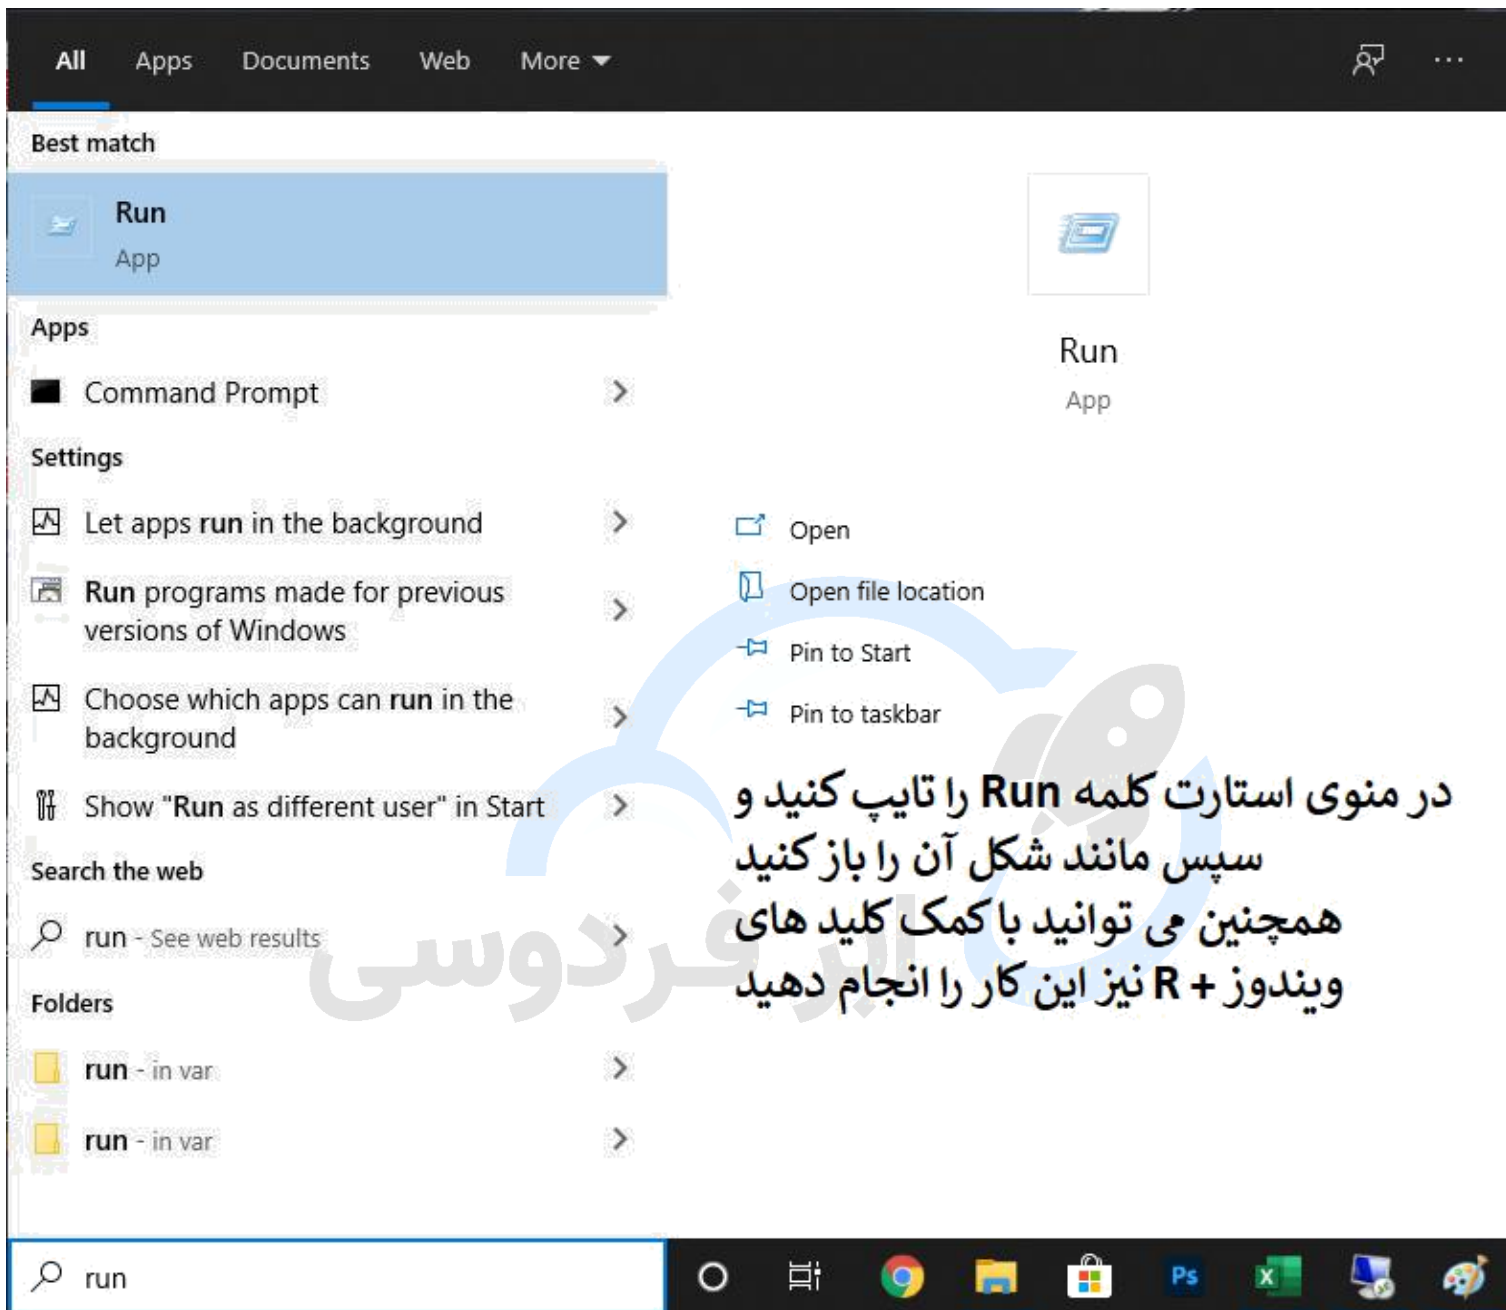 All Apps Documents Web More
Best match
Run
App
Apps
Command Prompt
Settings
Let apps run in the background
Run programs made for previous
versions of Windows
Choose which apps can run in the
background
Show "Run as different user" in Start
Search the web
run - See web results
Folders
run - in var
run - in var
run
Run
App
Open
Open file location
Pin to Start
Pin to taskbar
در منوی استارت کلمه Run را تایپ کنید و
سپس مانند شکل آن را باز کنید
همچنین می توانید با کمک کلید های
ویندوز + R نیز این کار را انجام دهید
ابر فردوسی
Ps
X